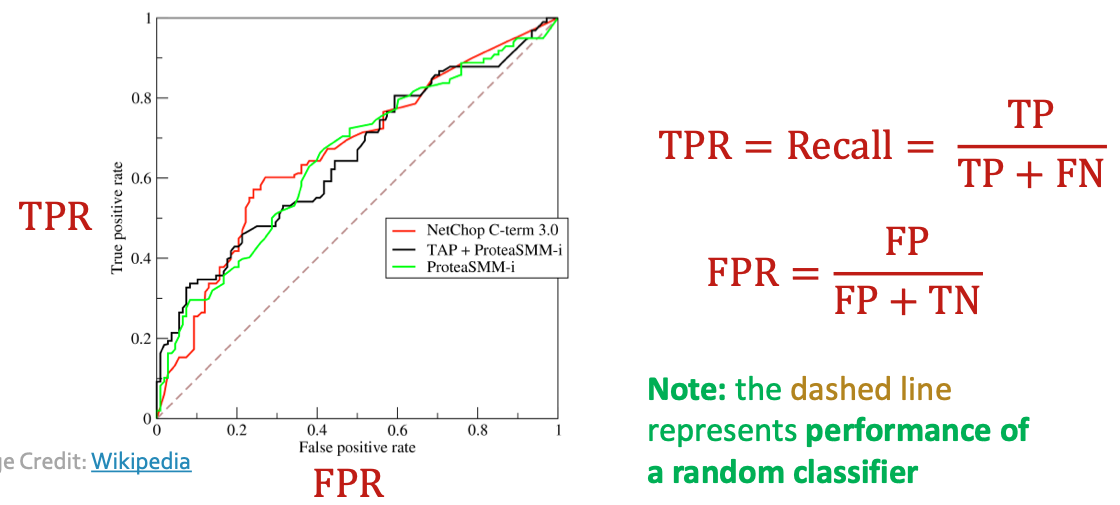 1
0.8
0.6
0.4
0.2
0
True positive rate
TPR
NetChop C-term 3.0
TAP + ProteaSMM-i
ProteaSMM-i
0 0.2 0.4 0.6 0.8 1
False positive rate
FPR
ge Credit: Wikipedia
TPR = Recall = TP
TP + FN
FPR = FP
FP + TN
Note: the dashed line
represents performance of
a random classifier